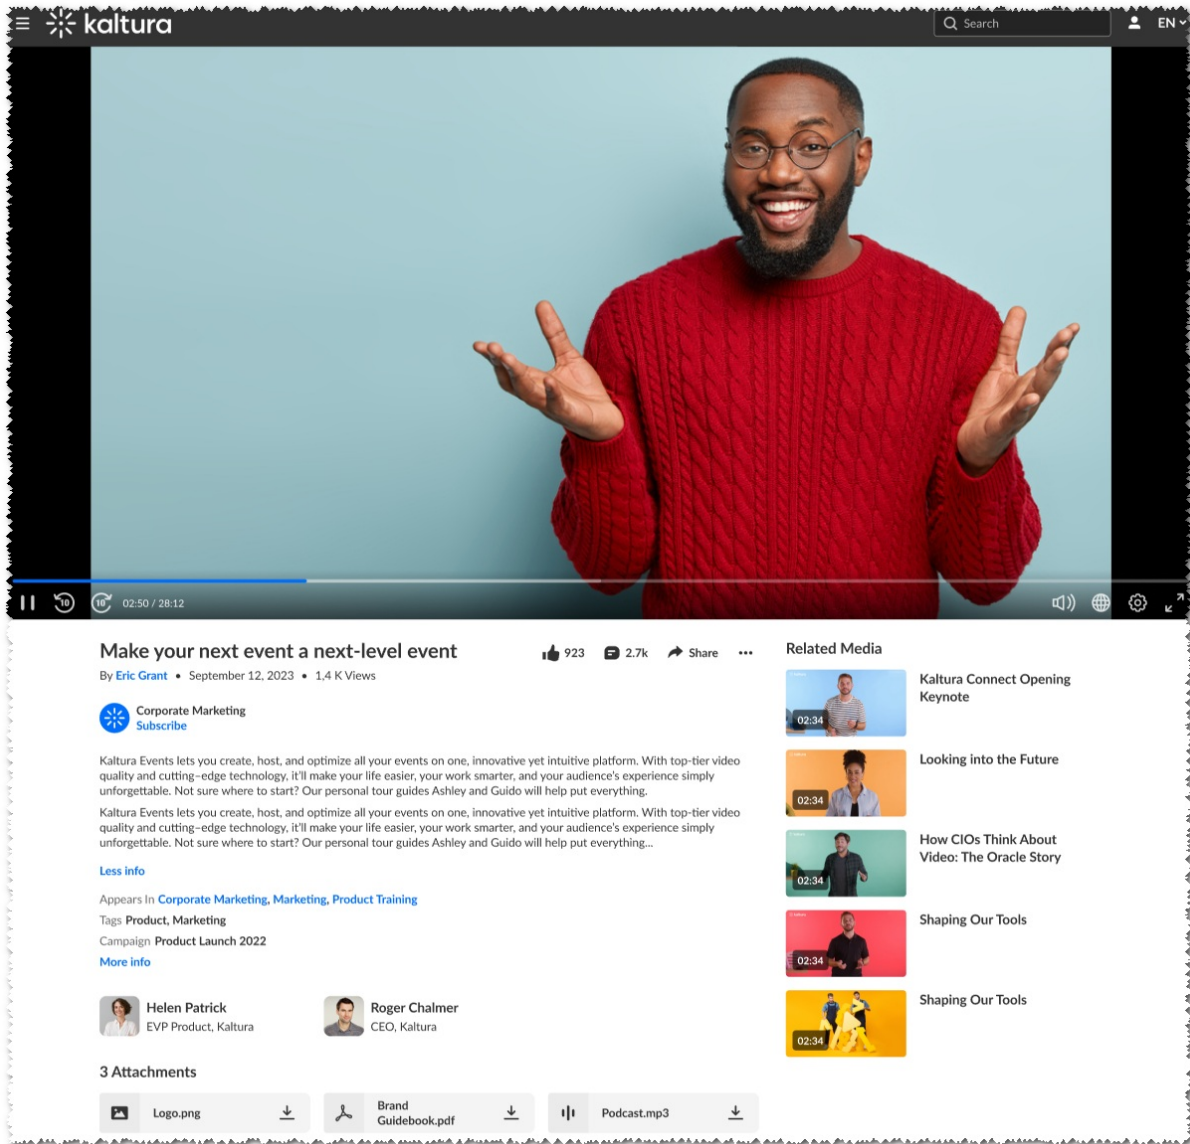 kaltura
Search
EN
10
10
02:50 / 28:12
Make your next event a next-level event
923
2.7k
Share
By Eric Grant • September 12, 2023 • 1,4 K Views
Corporate Marketing
Subscribe
Kaltura Events lets you create, host, and optimize all your events on one, innovative yet intuitive platform. With top-tier video
quality and cutting-edge technology, it'll make your life easier, your work smarter, and your audience's experience simply
unforgettable. Not sure where to start? Our personal tour guides Ashley and Guido will help put everything.
Kaltura Events lets you create, host, and optimize all your events on one, innovative yet intuitive platform. With top-tier video
quality and cutting-edge technology, it'll make your life easier, your work smarter, and your audience's experience simply
unforgettable. Not sure where to start? Our personal tour guides Ashley and Guido will help put everything...
Less info
Appears In Corporate Marketing, Marketing, Product Training
Tags Product, Marketing
Campaign Product Launch 2022
More info
Helen Patrick
EVP Product, Kaltura
Roger Chalmer
CEO, Kaltura
3 Attachments
Logo.png
Brand
Guidebook.pdf
Podcast.mp3
Related Media
02:34
Kaltura Connect Opening
Keynote
02:34
Looking into the Future
02:34
How CIOs Think About
Video: The Oracle Story
02:34
Shaping Our Tools
02:34
Shaping Our Tools